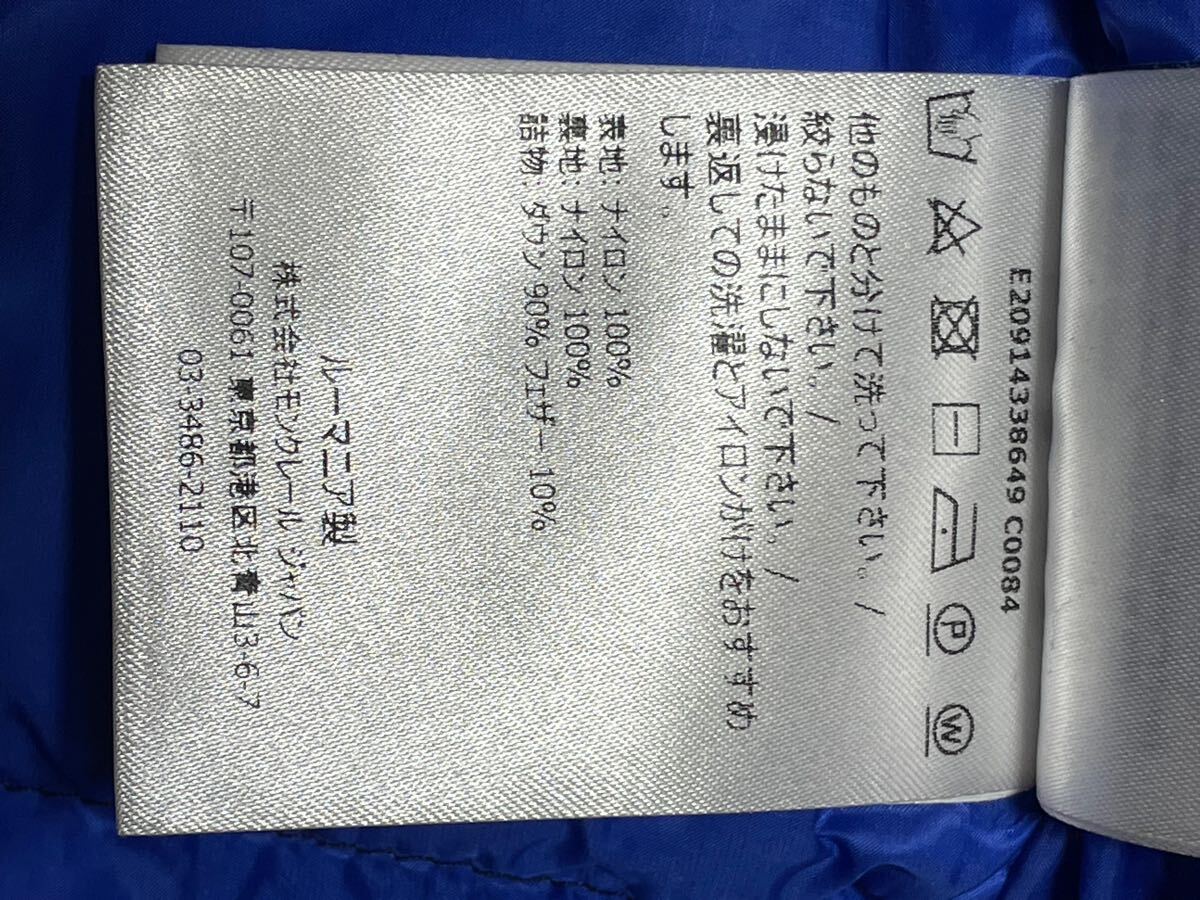 E20914338649 C0084
P W
他のものと分けて洗って下さい。/
絞らないで下さい。/
浸けたままにしないで下さい。/
裏返しての洗濯とアイロンがけをおすすめ
します。
表地: ナイロン 100%
裏地: ナイロン 100%
詰物: ダウン 90% フェザー 10%
ルーマニア製
株式会社モンクレール ジャパン
〒107-0061 東京都港区北青山3-6-7
03-3486-2110